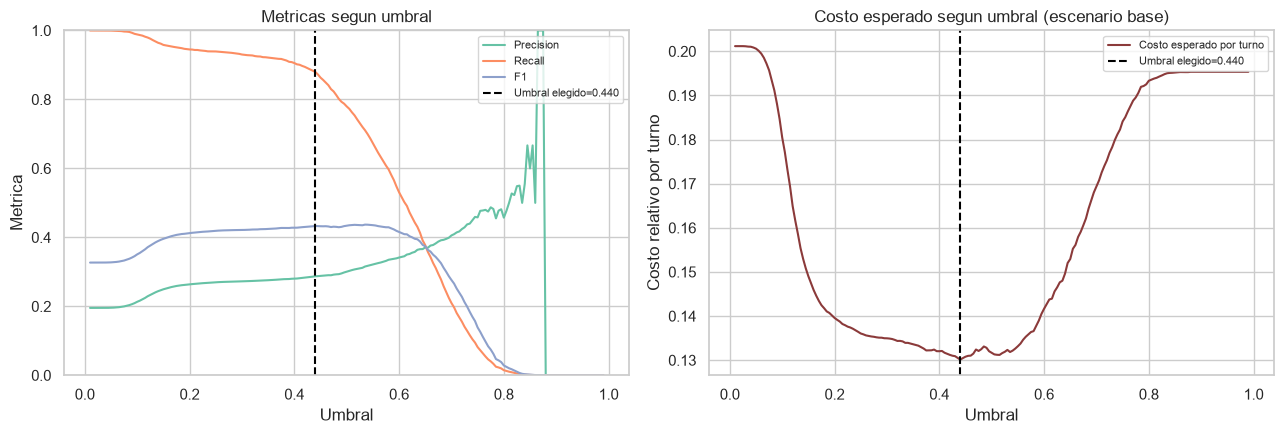 Metricas segun umbral
Metrica
1.0
0.8
0.6
0.4
0.2
0.0
Precision
Recall
F1
Umbral elegido=0.440
0.0 0.2 0.4 0.6 0.8 1.0
Umbral
Costo esperado segun umbral (escenario base)
Costo relativo por turno
0.20
0.19
0.18
0.17
0.16
0.15
0.14
0.13
Costo esperado por turno
Umbral elegido=0.440
0.0 0.2 0.4 0.6 0.8 1.0
Umbral